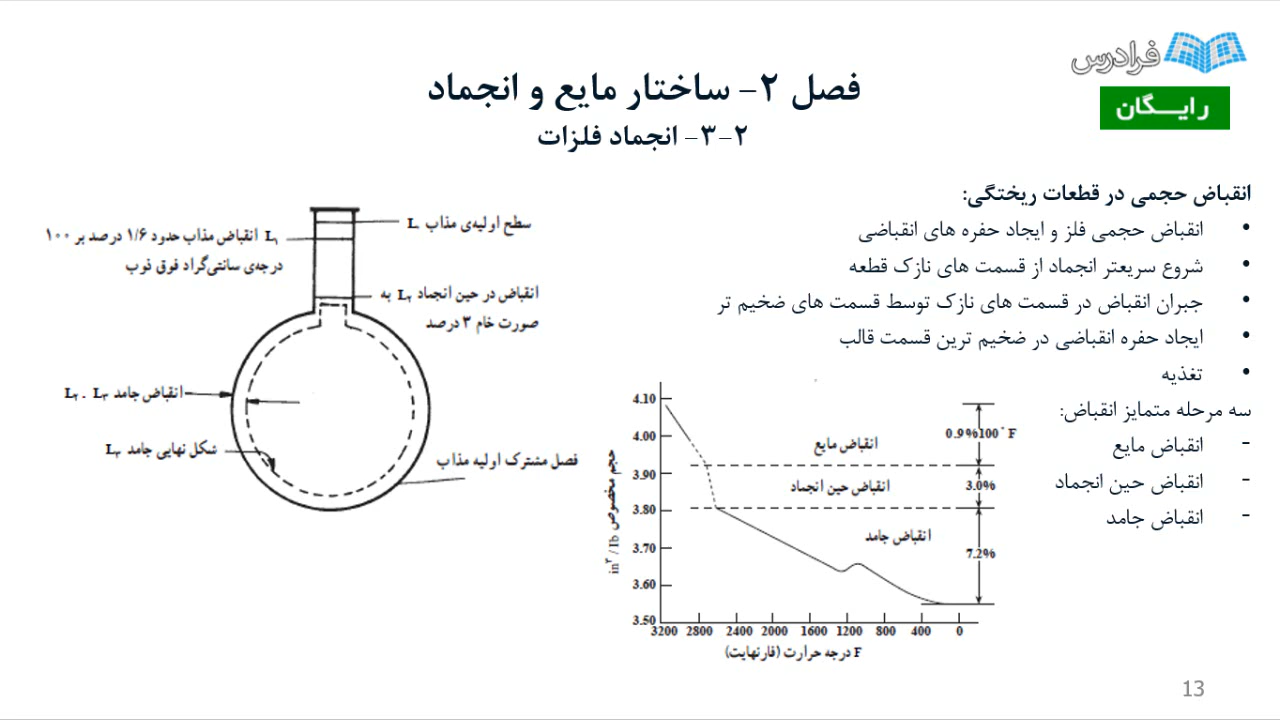 فرادرس
رایـــگان
فصل ۲- ساختار مایع و انجماد
۲-۳- انجماد فلزات
انقباض حجمی در قطعات ریختگی:
• انقباض حجمی فلز و ایجاد حفره های انقباضی
• شروع سریعتر انجماد از قسمت های نازک قطعه
• جبران انقباض در قسمت های نازک توسط قسمت های ضخیم تر
• ایجاد حفره انقباضی در ضخیم ترین قسمت قالب
• تغذیه
سه مرحله متمایز انقباض:
- انقباض مایع
- انقباض حین انجماد
- انقباض جامد
سطح اولیه‌ی مذاب L۰
L۱ انقباض مذاب حدود ۱/۶ درصد بر ۱۰۰
درجه‌ی سانتی‌گراد فوق ذوب
انقباض در حین انجماد L۲ به
صورت خام ۳ درصد
انقباض جامد L۲ - L۳
شکل نهایی جامد L۳
فصل مشترک اولیه مذاب
4.10
4.00
3.90
3.80
3.70
3.60
3.50
حجم مخصوص in۳ / lb
3200 2800 2400 2000 1600 1200 800 400 0
F درجه حرارت (فارنهایت)
انقباض مایع
انقباض حین انجماد
انقباض جامد
0.9%100°F
3.0%
7.2%
13